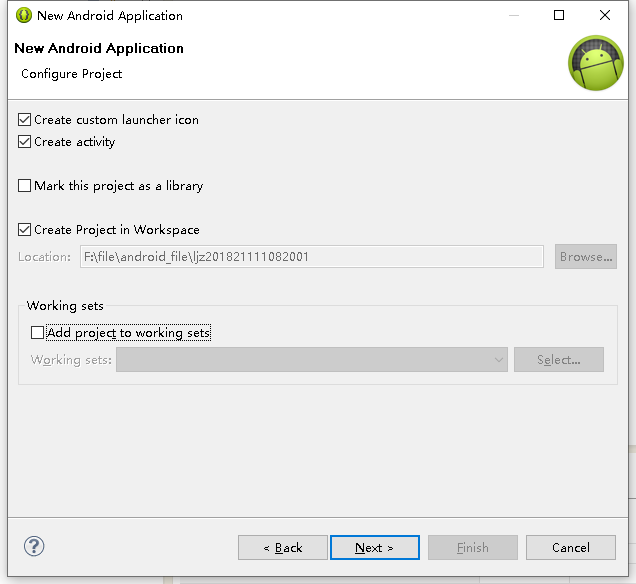 New Android Application
New Android Application
Configure Project
Create custom launcher icon
Create activity
Mark this project as a library
Create Project in Workspace
Location: F:\file\android_file\ljz201821111082001 Browse...
Working sets
Add project to working sets
Working sets: Select...
? < Back Next > Finish Cancel